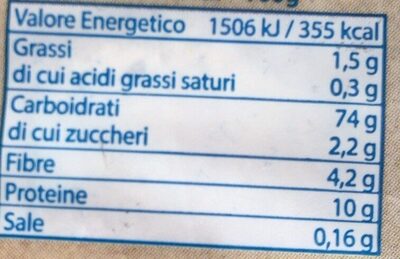 Valore Energetico 1506 kJ / 355 kcal
Grassi 1,5 g
di cui acidi grassi saturi 0,3 g
Carboidrati 74 g
di cui zuccheri 2,2 g
Fibre 4,2 g
Proteine 10 g
Sale 0,16 g